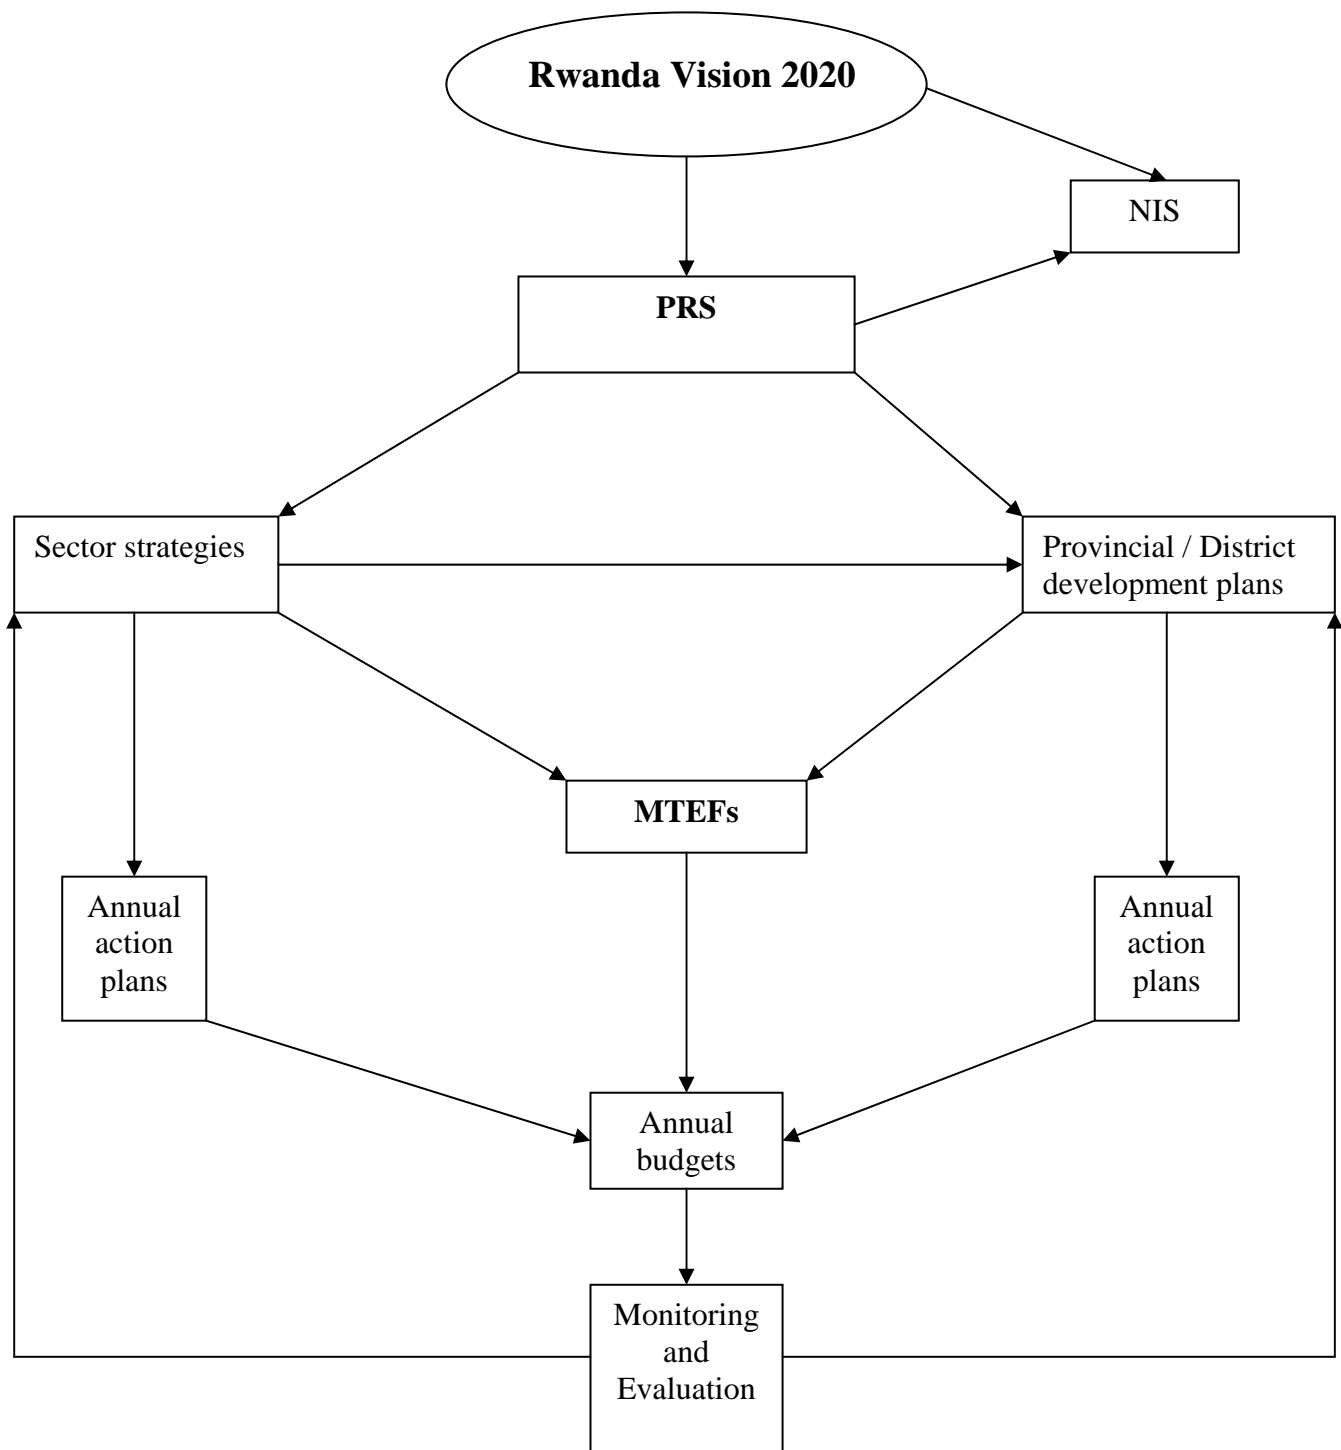 Rwanda Vision 2020
NIS
PRS
Sector strategies
Provincial / District
development plans
MTEFs
Annual
action
plans
Annual
action
plans
Annual
budgets
Monitoring
and
Evaluation